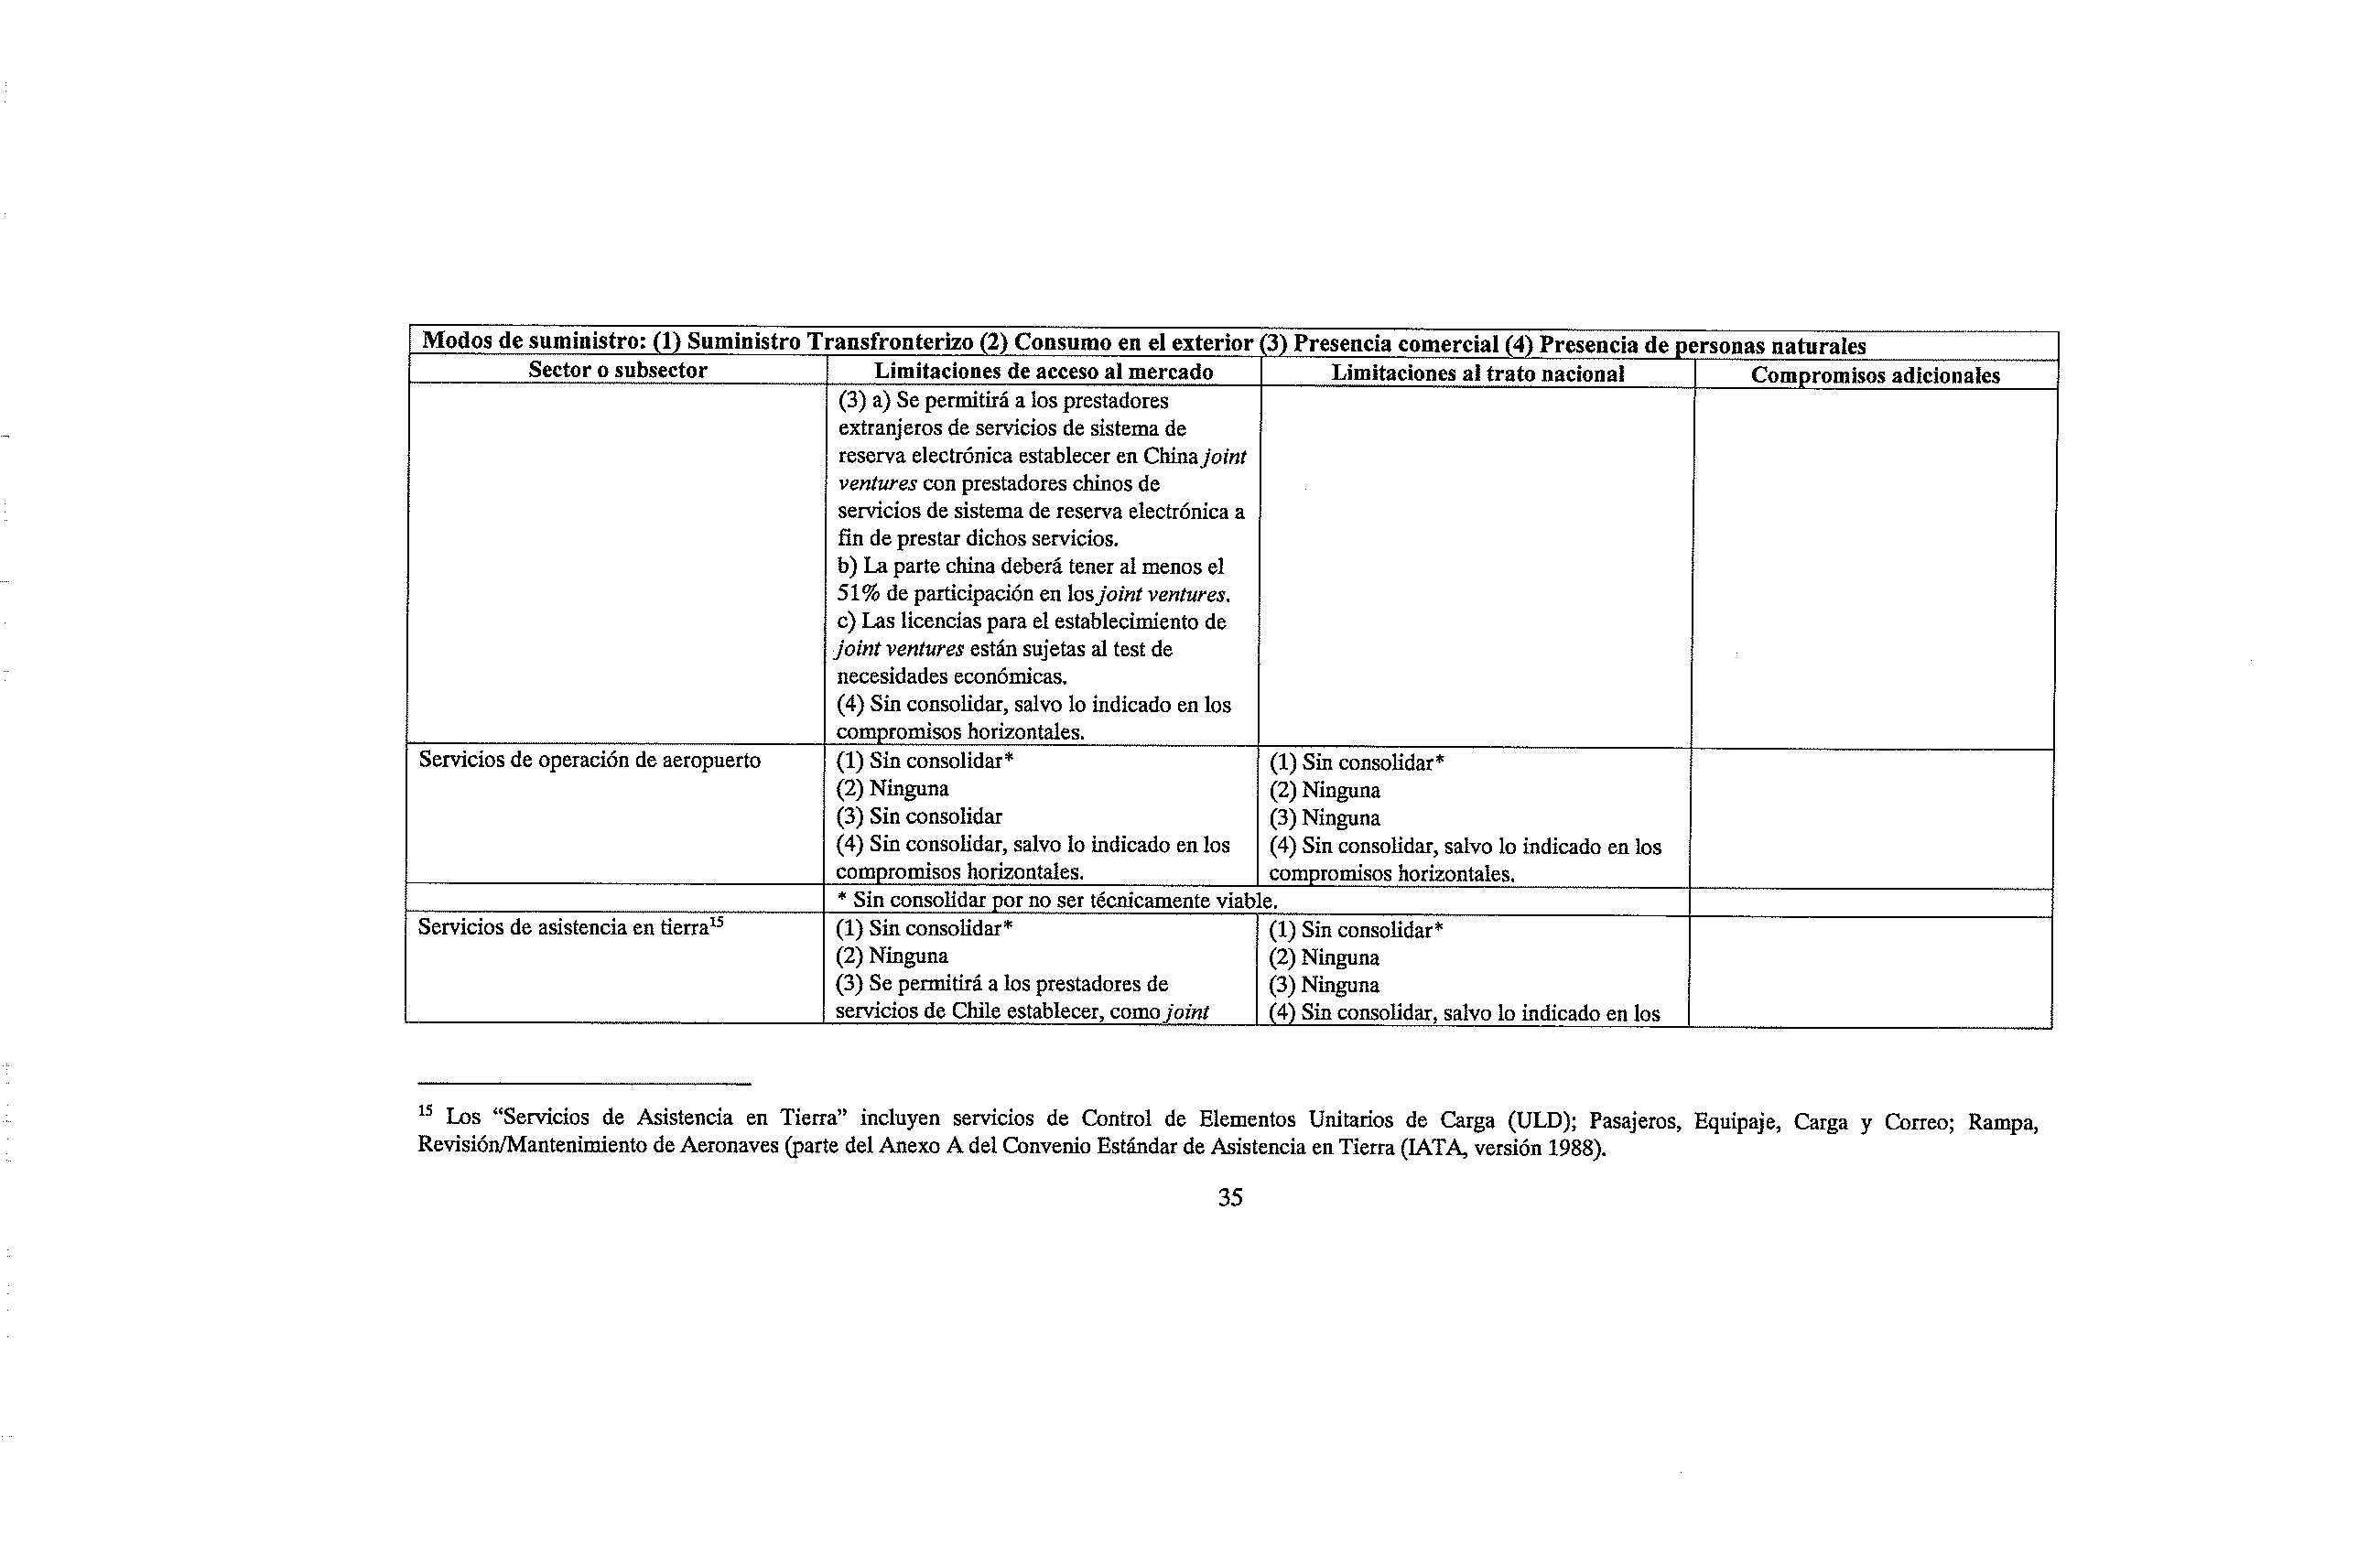 Modos de suministro: (1) Suministro Transfronterizo (2) Consumo en el exterior (3) Presencia comercial (4) Presencia de personas naturales
Sector o subsector
Limitaciones de acceso al mercado
Limitaciones al trato nacional
Compromisos adicionales
(3) a) Se permitirá a los prestadores
extranjeros de servicios de sistema de
reserva electrónica establecer en China joint
ventures con prestadores chinos de
servicios de sistema de reserva electrónica a
fin de prestar dichos servicios.
b) La parte china deberá tener al menos el
51% de participación en los joint ventures.
c) Las licencias para el establecimiento de
joint ventures están sujetas al test de
necesidades económicas.
(4) Sin consolidar, salvo lo indicado en los
compromisos horizontales.
Servicios de operación de aeropuerto
(1) Sin consolidar*
(2) Ninguna
(3) Sin consolidar
(4) Sin consolidar, salvo lo indicado en los
compromisos horizontales.
(1) Sin consolidar*
(2) Ninguna
(3) Ninguna
(4) Sin consolidar, salvo lo indicado en los
compromisos horizontales.
* Sin consolidar por no ser técnicamente viable.
Servicios de asistencia en tierra¹⁵
(1) Sin consolidar*
(2) Ninguna
(3) Se permitirá a los prestadores de
servicios de Chile establecer, como joint
(1) Sin consolidar*
(2) Ninguna
(3) Ninguna
(4) Sin consolidar, salvo lo indicado en los
¹⁵ Los “Servicios de Asistencia en Tierra” incluyen servicios de Control de Elementos Unitarios de Carga (ULD); Pasajeros, Equipaje, Carga y Correo; Rampa,
Revisión/Mantenimiento de Aeronaves (parte del Anexo A del Convenio Estándar de Asistencia en Tierra (IATA, versión 1988).
35